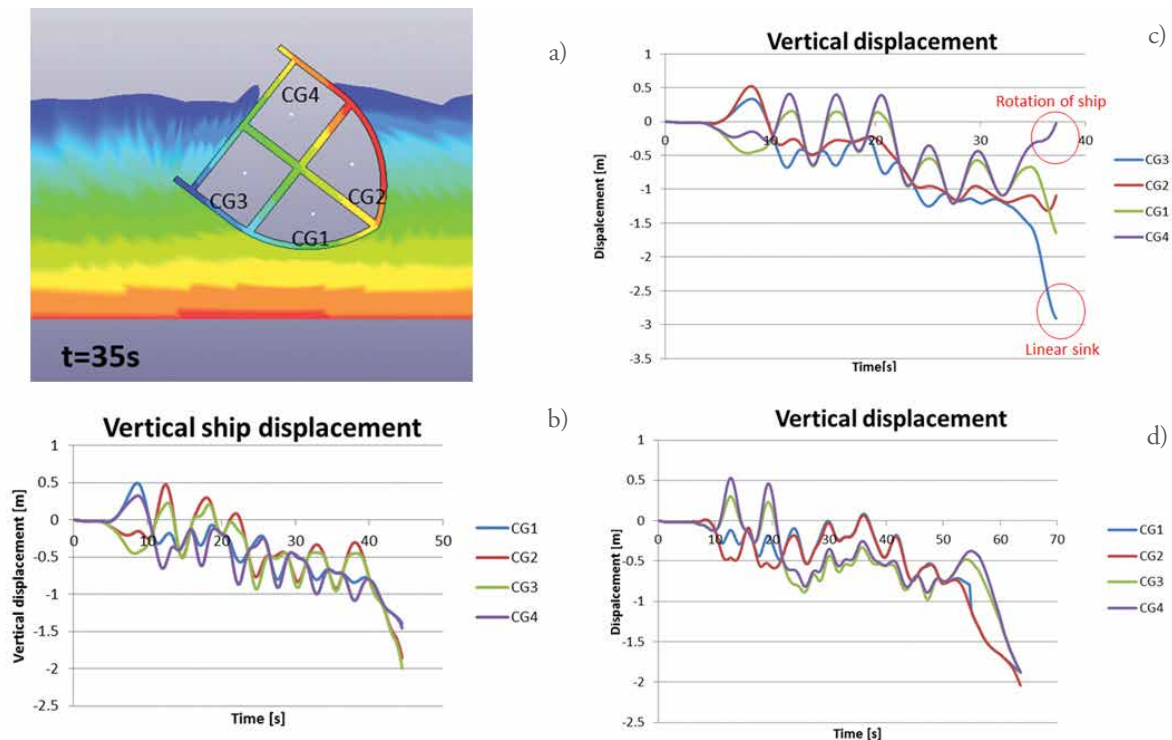 a)
CG4
CG3
CG2
CG1
t=35s
c)
Vertical displacement
1
0.5
0
-0.5
-1
-1.5
-2
-2.5
-3
-3.5
0
10
20
30
40
Dispalcement [m]
Time[s]
Rotation of ship
Linear sink
CG3
CG2
CG1
CG4
b)
Vertical ship displacement
1
0.5
0
-0.5
-1
-1.5
-2
-2.5
0
10
20
30
40
50
Vertical displacement [m]
Time [s]
CG1
CG2
CG3
CG4
d)
Vertical displacement
1
0.5
0
-0.5
-1
-1.5
-2
-2.5
0
10
20
30
40
50
60
70
Dispalcement [m]
Time [s]
CG1
CG2
CG3
CG4